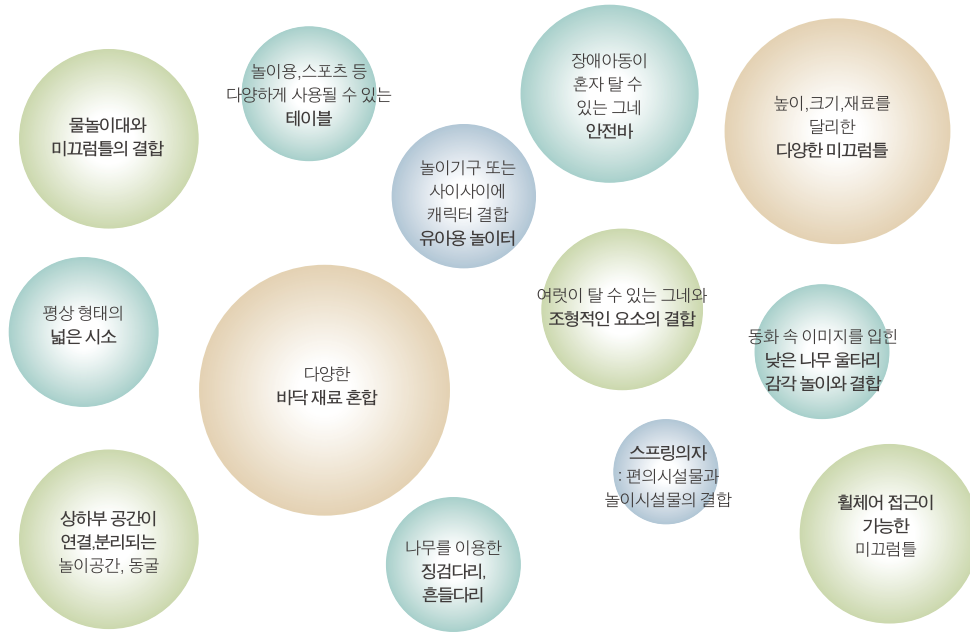 물놀이대와
미끄럼틀의 결합
놀이용,스포츠 등
다양하게 사용될 수 있는
테이블
장애아동이
혼자 탈 수
있는 그네
안전바
높이,크기,재료를
달리한
다양한 미끄럼틀
놀이기구 또는
사이사이에
캐릭터 결합
유아용 놀이터
평상 형태의
넓은 시소
다양한
바닥 재료 혼합
여럿이 탈 수 있는 그네와
조형적인 요소의 결합
동화 속 이미지를 입힌
낮은 나무 울타리
감각 놀이와 결합
상하부 공간이
연결,분리되는
놀이공간, 동굴
나무를 이용한
징검다리,
흔들다리
스프링의자
: 편의시설물과
놀이시설물의 결합
휠체어 접근이
가능한
미끄럼틀